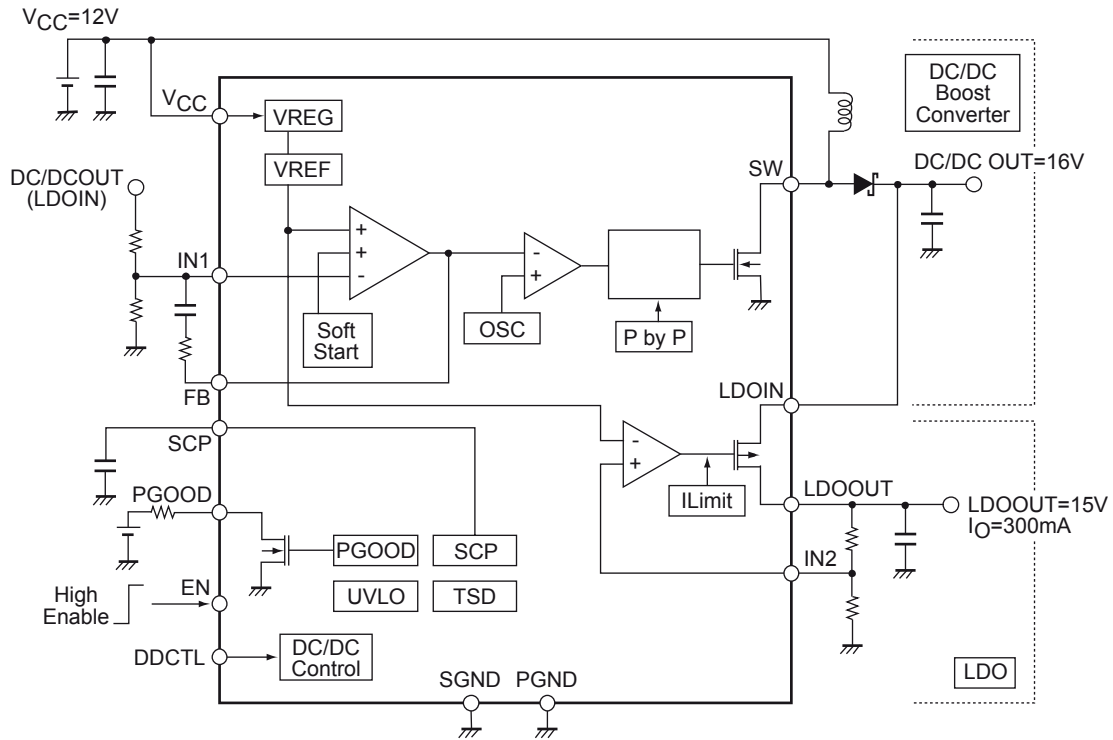 VCC=12V
DC/DC
Boost
Converter
VCC
VREG
VREF
SW
DC/DC OUT=16V
DC/DCOUT
(LDOIN)
+
+
-
-
+
IN1
Soft
Start
OSC
P by P
FB
LDOIN
SCP
-
+
ILimit
LDOOUT
LDOOUT=15V
IO=300mA
PGOOD
PGOOD
SCP
IN2
EN
High
Enable
UVLO
TSD
DDCTL
DC/DC
Control
SGND
PGND
LDO